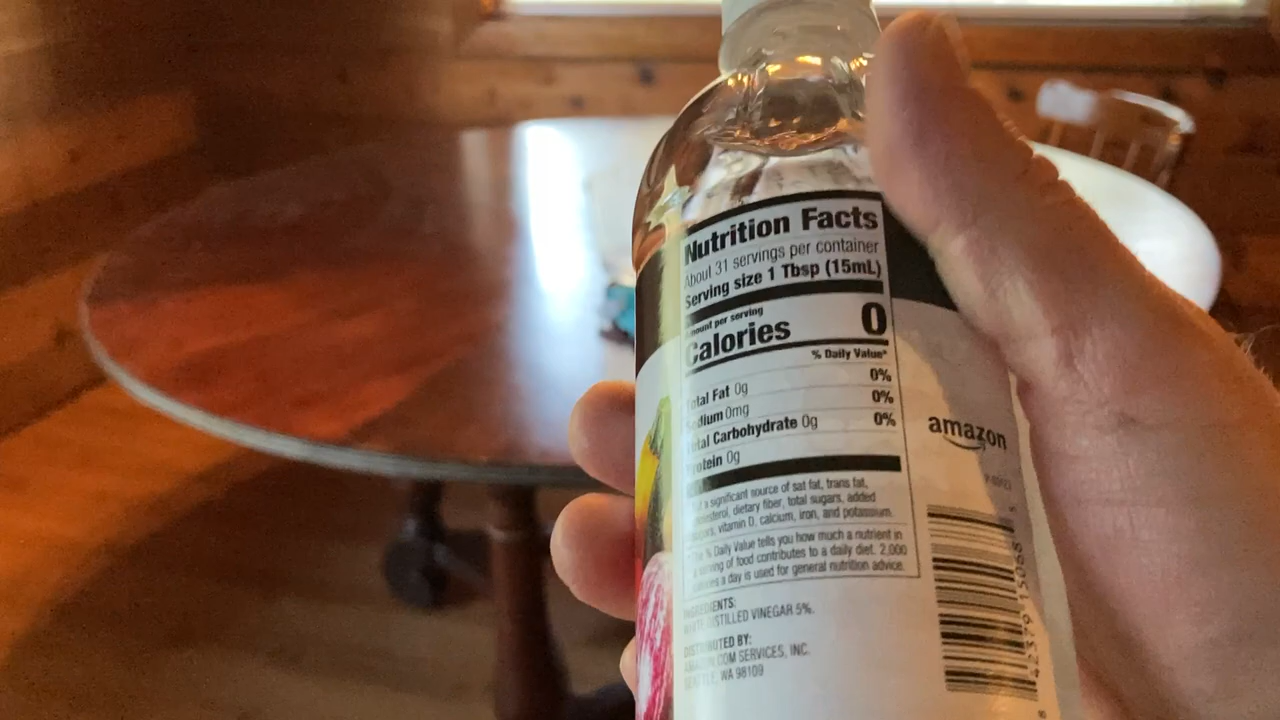 Nutrition Facts
About 31 servings per container
Serving size 1 Tbsp (15mL)
Amount per serving
Calories 0
% Daily Value*
Total Fat 0g 0%
Sodium 0mg 0%
Total Carbohydrate 0g 0%
Protein 0g
a significant source of sat fat, trans fat,
cholesterol, dietary fiber, total sugars, added
sugars, vitamin D, calcium, iron, and potassium.
The % Daily Value tells you how much a nutrient in
a serving of food contributes to a daily diet. 2,000
calories a day is used for general nutrition advice.
INGREDIENTS:
WHITE DISTILLED VINEGAR 5%.
DISTRIBUTED BY:
AMAZON.COM SERVICES, INC.
SEATTLE, WA 98109
amazon